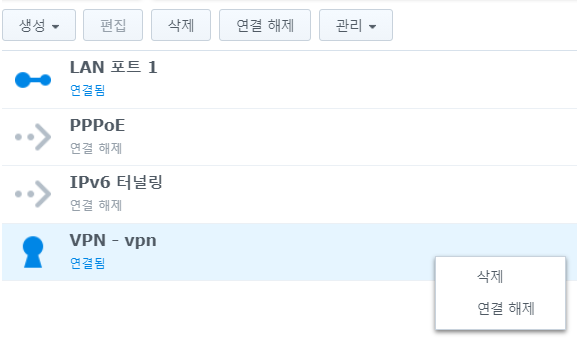 생성 편집 삭제 연결 해제 관리
LAN 포트 1
연결됨
PPPoE
연결 해제
IPv6 터널링
연결 해제
VPN - vpn
연결됨
삭제
연결 해제